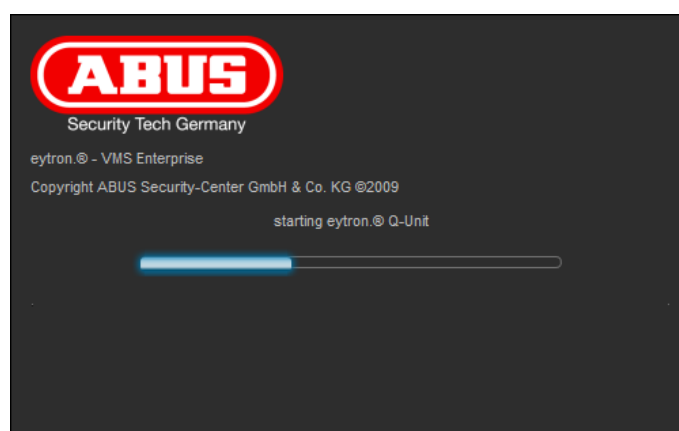 ABUS
Security Tech Germany
eytron.® - VMS Enterprise
Copyright ABUS Security-Center GmbH & Co. KG ©2009
starting eytron.® Q-Unit